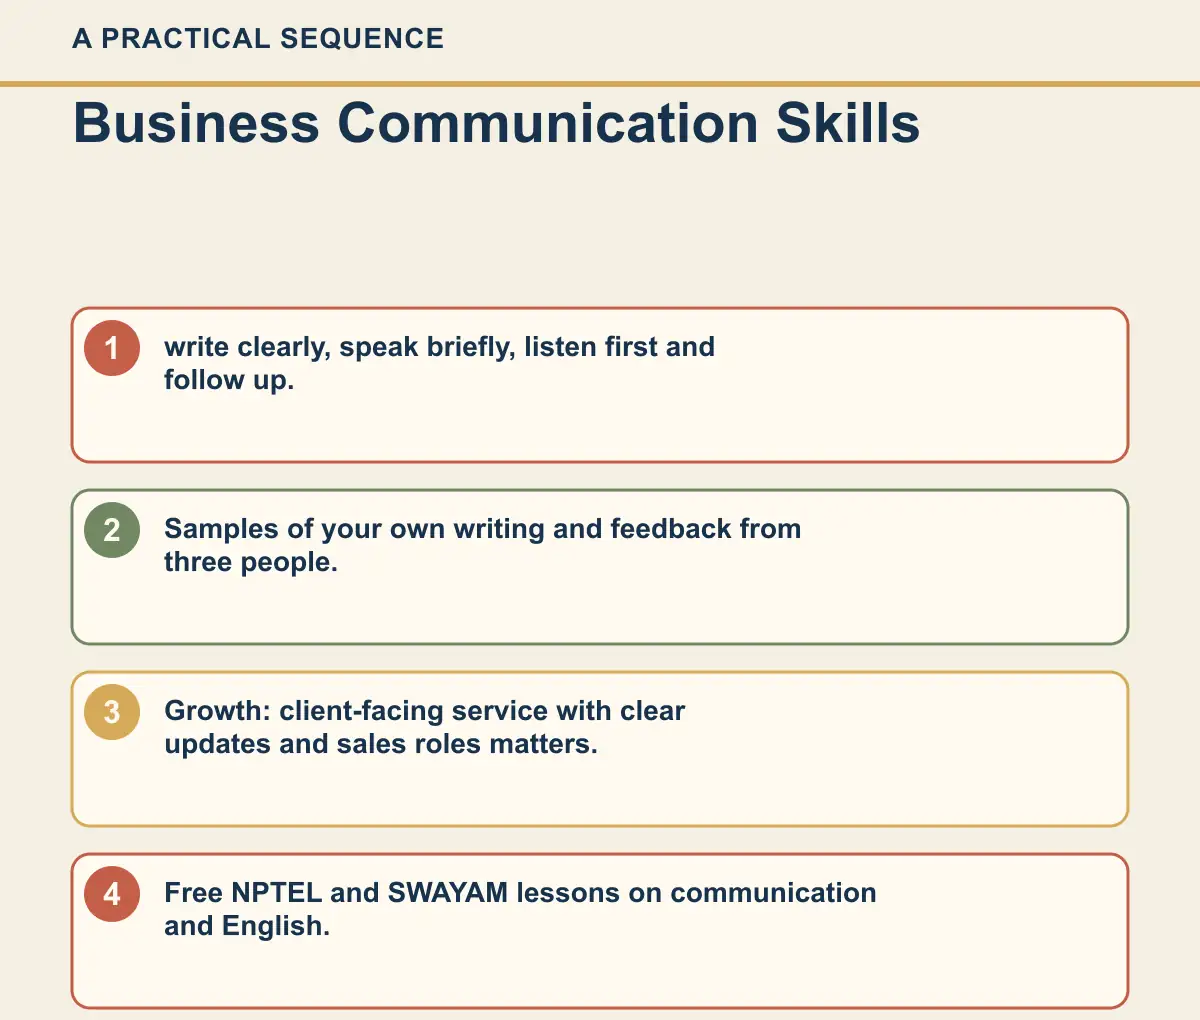 A PRACTICAL SEQUENCE
Business Communication Skills
1
write clearly, speak briefly, listen first and
follow up.
2
Samples of your own writing and feedback from
three people.
3
Growth: client-facing service with clear
updates and sales roles matters.
4
Free NPTEL and SWAYAM lessons on communication
and English.